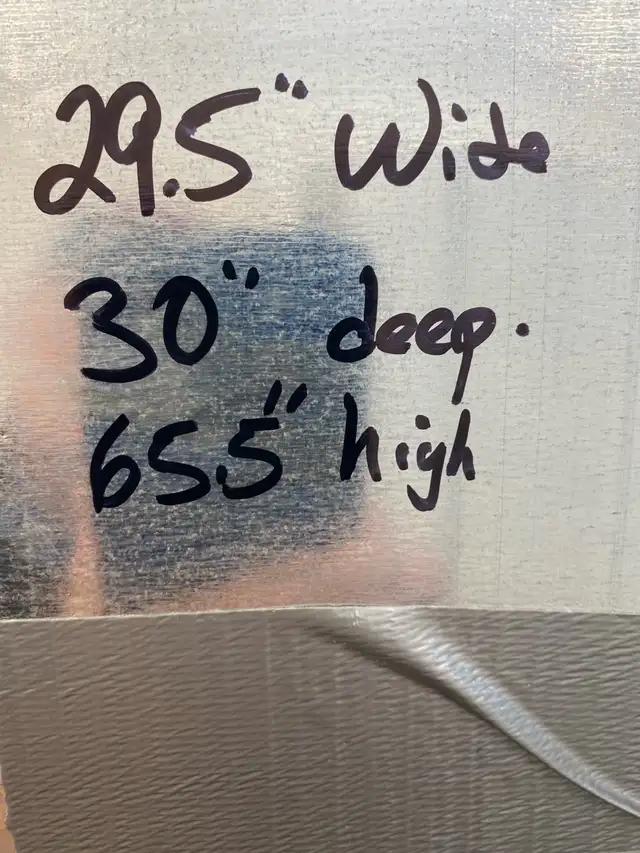 29.5" Wide
30" deep.
65.5" high